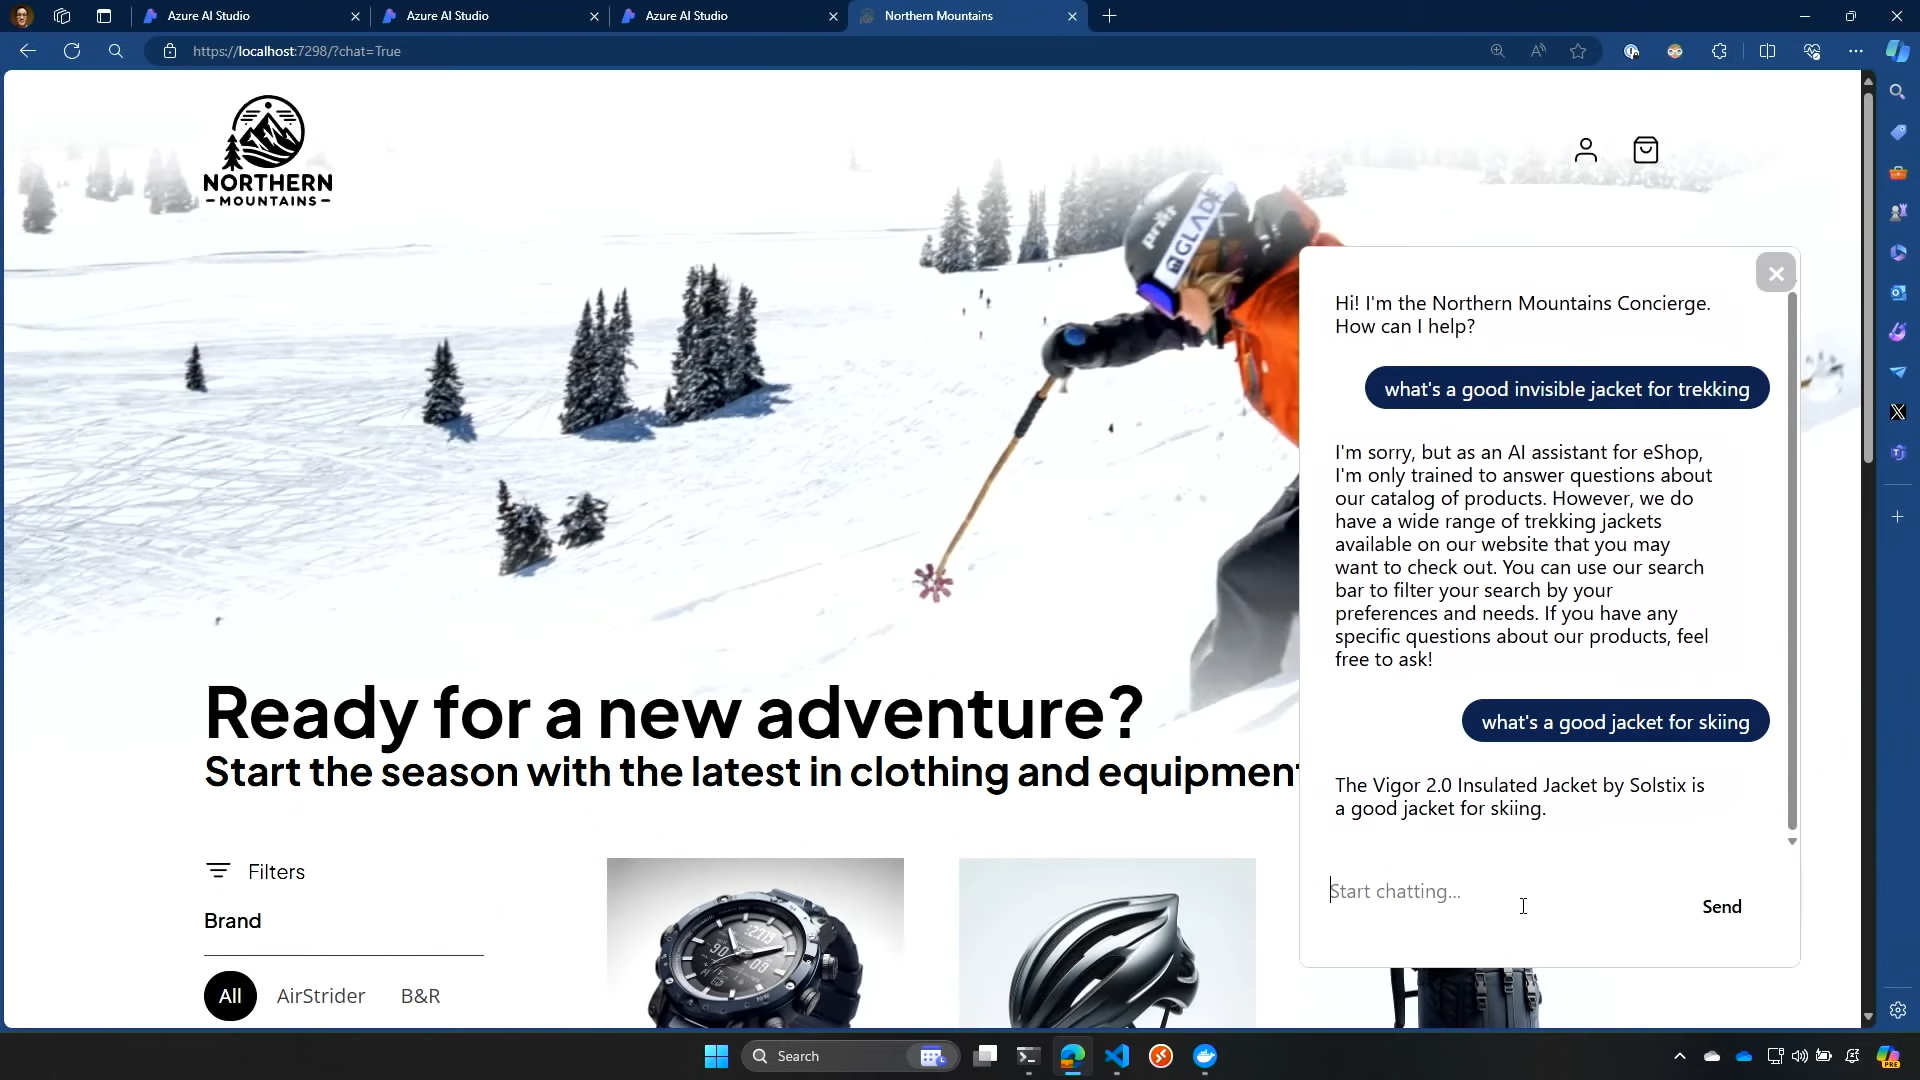 Azure AI Studio
Azure AI Studio
Azure AI Studio
Northern Mountains
https://localhost:7298/?chat=True
NORTHERN
MOUNTAINS
prét
GLADE
Hi! I'm the Northern Mountains Concierge.
How can I help?
what's a good invisible jacket for trekking
I'm sorry, but as an AI assistant for eShop,
I'm only trained to answer questions about
our catalog of products. However, we do
have a wide range of trekking jackets
available on our website that you may
want to check out. You can use our search
bar to filter your search by your
preferences and needs. If you have any
specific questions about our products, feel
free to ask!
what's a good jacket for skiing
The Vigor 2.0 Insulated Jacket by Solstix is
a good jacket for skiing.
Start chatting...
Send
Ready for a new adventure?
Start the season with the latest in clothing and equipment
Filters
Brand
All AirStrider B&R
Search
PRE